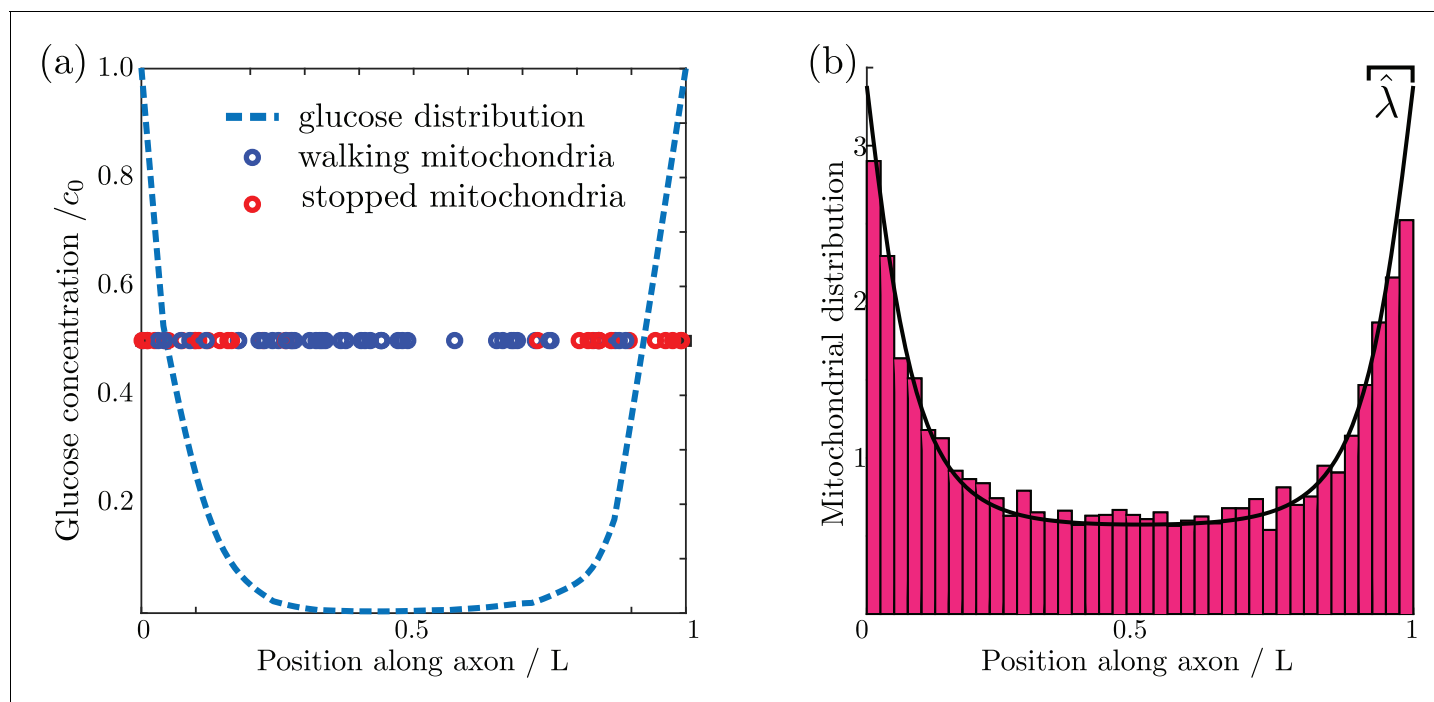 (a)
1.0
0.8
0.6
0.4
0.2
Glucose concentration /c₀
glucose distribution
walking mitochondria
stopped mitochondria
0
0.5
1
Position along axon / L
(b)
λ̂
3
2
1
Mitochondrial distribution
0
0.5
1
Position along axon / L